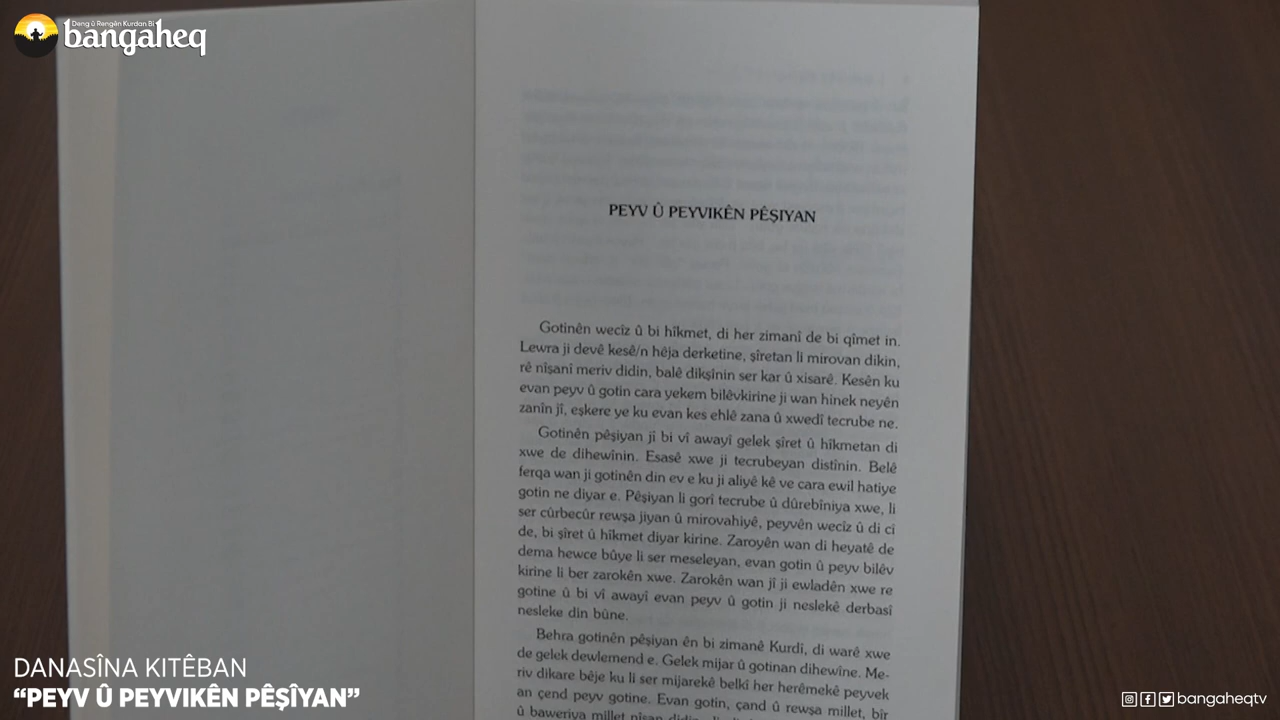 Deng û Rengên Kurdan Bi
bangaheq
PEYV Û PEYVIKÊN PÊŞIYAN
Gotinên wecîz û bi hîkmet, di her zimanî de bi qîmet in.
Lewra ji devê kesê/n hêja derketine, şîretan li mirovan dikin,
rê nîşanî meriv didin, balê dikşînin ser kar û xisarê. Kesên ku
evan peyv û gotin cara yekem bilêvkirine ji wan hinek neyên
zanîn jî, eşkere ye ku evan kes ehlê zana û xwedî tecrube ne.
Gotinên pêşiyan jî bi vî awayî gelek şîret û hîkmetan di
xwe de dihewînin. Esasê xwe ji tecrubeyan distînin. Belê
ferqa wan ji gotinên din ev e ku ji aliyê kê ve cara ewil hatiye
gotin ne diyar e. Pêşiyan li gorî tecrube û dûrebîniya xwe, li
ser cûrbecûr rewşa jiyan û mirovahiyê, peyvên wecîz û di cî
de, bi şîret û hîkmet diyar kirine. Zaroyên wan di heyatê de
dema hewce bûye li ser meseleyan, evan gotin û peyv bilêv
kirine li ber zarokên xwe. Zarokên wan jî ji ewladên xwe re
gotine û bi vî awayî evan peyv û gotin ji neslekê derbasî
nesleke din bûne.
Behra gotinên pêşiyan ên bi zimanê Kurdî, di warê xwe
de gelek dewlemend e. Gelek mijar û gotinan dihewîne. Me-
riv dikare bêje ku li ser mijarekê belkî her herêmekê peyvek
an çend peyv gotine. Evan gotin, çand û rewşa millet, bîr
û baweriya millet nîşan didin
DANASÎNA KITÊBAN
“PEYV Û PEYVIKÊN PÊŞÎYAN”
bangaheqtv